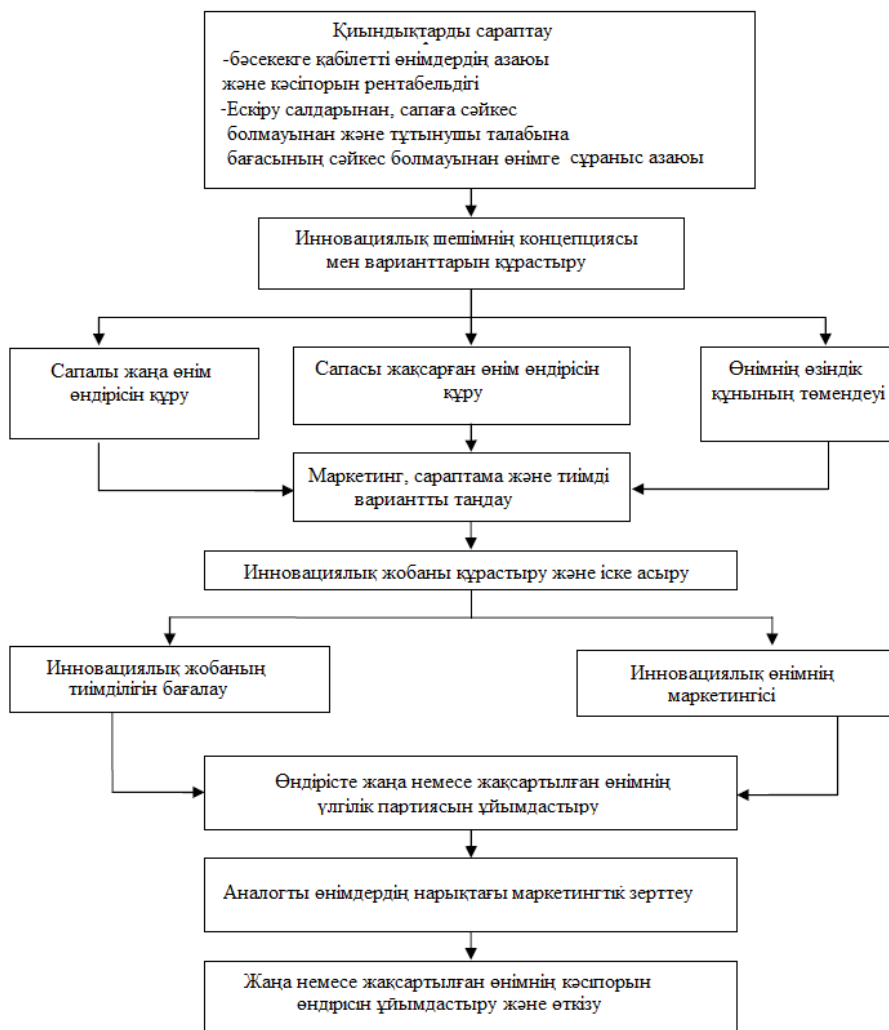 Қиындықтарды сараптау
-бәсекекге қабілетті өнімдердің азаюы
және кәсіпорын рентабельдігі
-Ескіру салдарынан, сапаға сәйкес
болмауынан және тұтынушы талабына
бағасының сәйкес болмауынан өнімге сұраныс азаюы
Инновациялық шешімнің концепциясы
мен варианттарын құрастыру
Сапалы жаңа өнім
өндірісін құру
Сапасы жақсарған өнім өндірісін
құру
Өнімнің өзіндік
құнының төмендеуі
Маркетинг, сараптама және тиімді
вариантты таңдау
Инновациялық жобаны құрастыру және іске асыру
Инновациялық жобаның
тиімділігін бағалау
Инновациялық өнімнің
маркетингісі
Өндірісте жаңа немесе жақсартылған өнімнің
үлгілік партиясын ұйымдастыру
Аналогты өнімдердің нарықтағы маркетингтік зерттеу
Жаңа немесе жақсартылған өнімнің кәсіпорын
өндірісін ұйымдастыру және өткізу